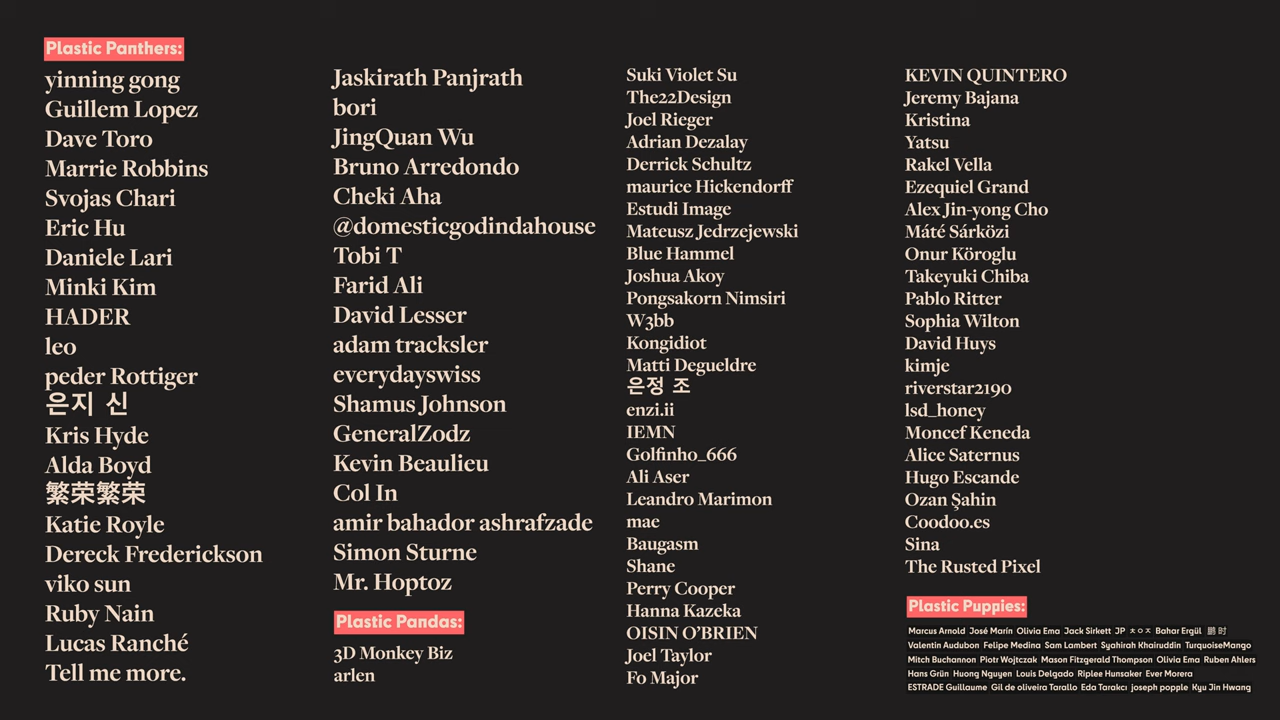 Plastic Panthers:
yinning gong
Guillem Lopez
Dave Toro
Marrie Robbins
Svojas Chari
Eric Hu
Daniele Lari
Minki Kim
HADER
leo
peder Rottiger
은지 신
Kris Hyde
Alda Boyd
繁荣繁荣
Katie Royle
Dereck Frederickson
viko sun
Ruby Nain
Lucas Ranché
Tell me more.
Jaskirath Panjrath
bori
JingQuan Wu
Bruno Arredondo
Cheki Aha
@domesticgodindahouse
Tobi T
Farid Ali
David Lesser
adam tracksler
everydayswiss
Shamus Johnson
GeneralZodz
Kevin Beaulieu
Col In
amir bahador ashrafzade
Simon Sturne
Mr. Hoptoz
Plastic Pandas:
3D Monkey Biz
arlen
Suki Violet Su
The22Design
Joel Rieger
Adrian Dezalay
Derrick Schultz
maurice Hickendorff
Estudi Image
Mateusz Jedrzejewski
Blue Hammel
Joshua Akoy
Pongsakorn Nimsiri
W3bb
Kongidiot
Matti Degueldre
은정 조
enzi.ii
IEMN
Golfinho_666
Ali Aser
Leandro Marimon
mae
Baugasm
Shane
Perry Cooper
Hanna Kazeka
OISIN O’BRIEN
Joel Taylor
Fo Major
KEVIN QUINTERO
Jeremy Bajana
Kristina
Yatsu
Rakel Vella
Ezequiel Grand
Alex Jin-yong Cho
Máté Sárközi
Onur Köroglu
Takeyuki Chiba
Pablo Ritter
Sophia Wilton
David Huys
kimje
riverstar2190
lsd_honey
Moncef Keneda
Alice Saternus
Hugo Escande
Ozan Şahin
Coodoo.es
Sina
The Rusted Pixel
Plastic Puppies:
Marcus Arnold José Marín Olivia Ema Jack Sirkett JP ㅊㅇㅈ Bahar Ergül 鹏 时
Valentin Audubon Felipe Medina Sam Lambert Syahirah Khairuddin TurquoiseMango
Mitch Buchannon Piotr Wojtczak Mason Fitzgerald Thompson Olivia Ema Ruben Ahlers
Hans Grün Huong Nguyen Louis Delgado Riplee Hunsaker Ever Morera
ESTRADE Guillaume Gil de oliveira Tarallo Eda Tarakcı joseph popple Kyu Jin Hwang